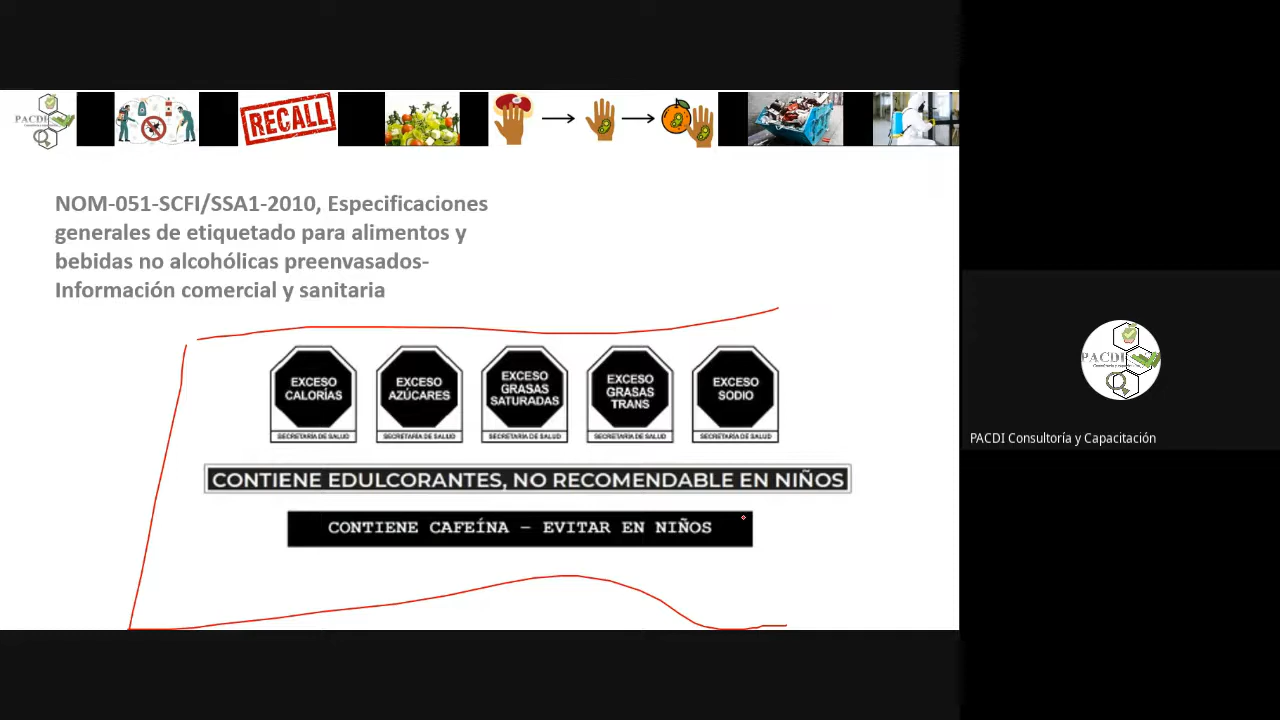 PACDI
RECALL
NOM-051-SCFI/SSA1-2010, Especificaciones
generales de etiquetado para alimentos y
bebidas no alcohólicas preenvasados-
Información comercial y sanitaria
EXCESO
CALORÍAS
SECRETARÍA DE SALUD
EXCESO
AZÚCARES
SECRETARÍA DE SALUD
EXCESO
GRASAS
SATURADAS
SECRETARÍA DE SALUD
EXCESO
GRASAS
TRANS
SECRETARÍA DE SALUD
EXCESO
SODIO
SECRETARÍA DE SALUD
CONTIENE EDULCORANTES, NO RECOMENDABLE EN NIÑOS
CONTIENE CAFEÍNA – EVITAR EN NIÑOS
PACDI
PACDI Consultoría y Capacitación